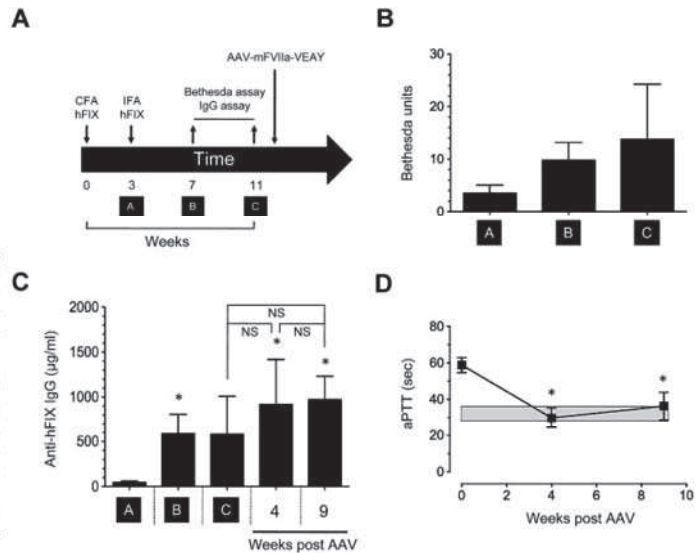 A
AAV-mFVIIa-VEAY
CFA
hFIX
IFA
hFIX
Bethesda assay
IgG assay
Time
0 3 7 11
A B C
Weeks
B
Bethesda units
30
20
10
0
A B C
C
Anti-hFIX IgG (µg/ml)
2000
1500
1000
500
0
NS
NS NS
* * *
A B C 4 9
Weeks post AAV
D
aPTT (sec)
80
60
40
20
0
* *
0 2 4 6 8 10
Weeks post AAV